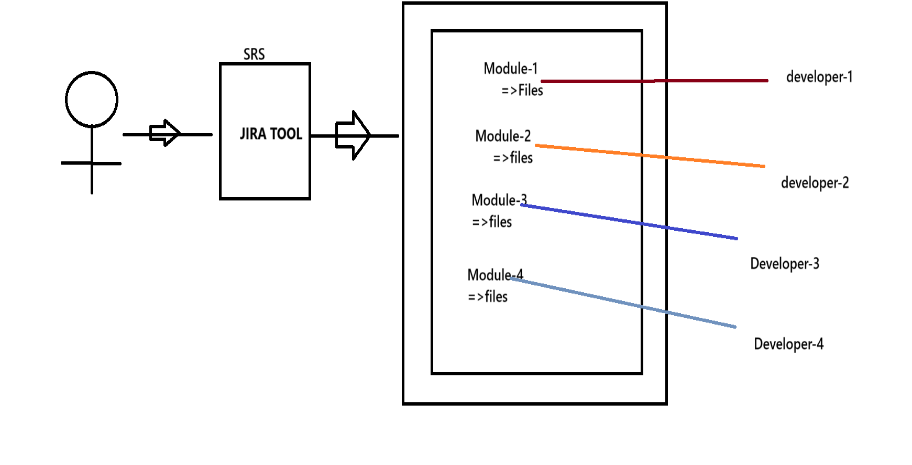 SRS
JIRA TOOL
Module-1
=>Files
developer-1
Module-2
=>files
developer-2
Module-3
=>files
Developer-3
Module-4
=>files
Developer-4